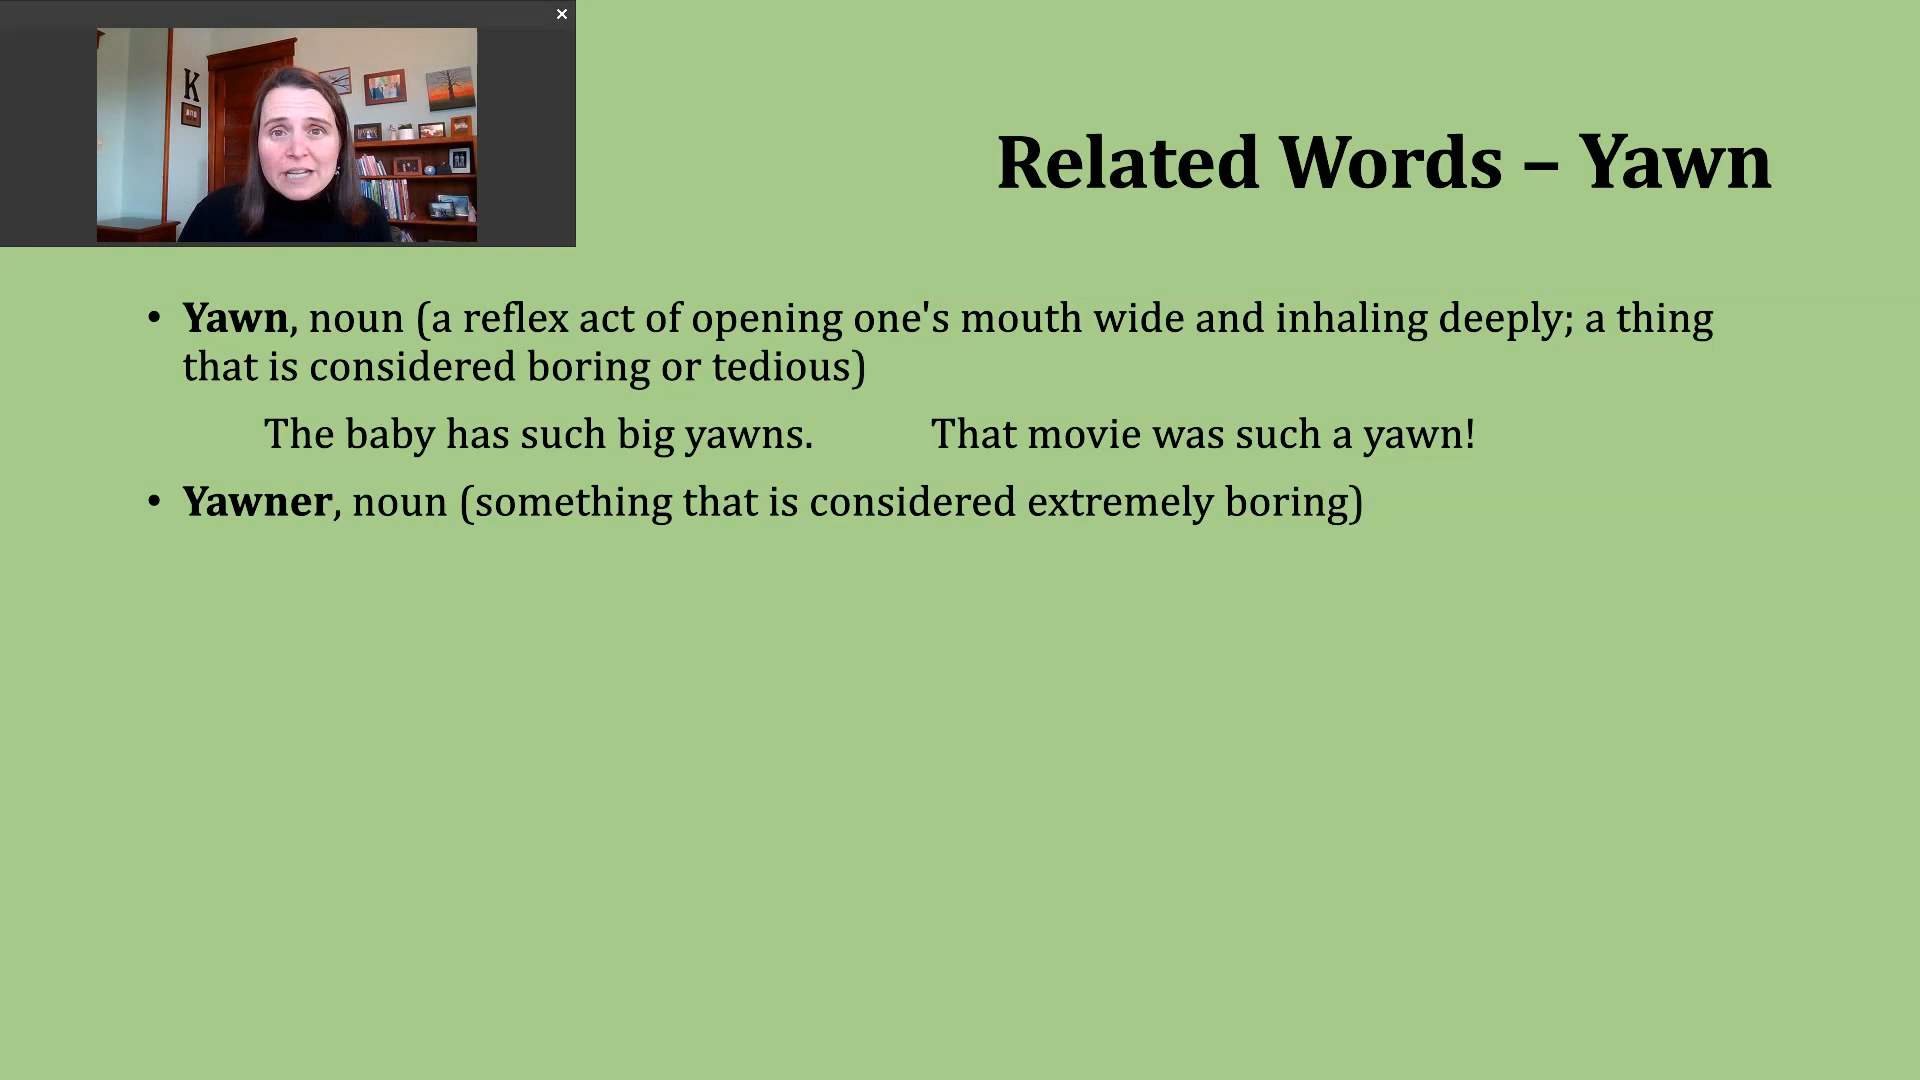 K
Related Words – Yawn
• Yawn, noun (a reflex act of opening one's mouth wide and inhaling deeply; a thing
that is considered boring or tedious)
The baby has such big yawns. That movie was such a yawn!
• Yawner, noun (something that is considered extremely boring)